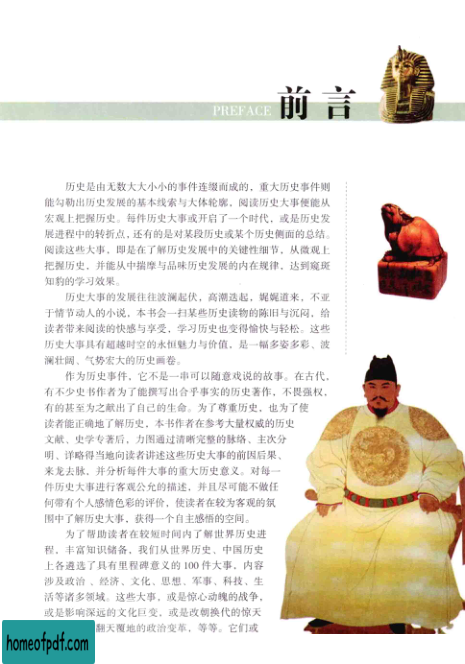 PREFACE 前言
历史是由无数大大小小的事件连缀而成的，重大历史事件则
能勾勒出历史发展的基本线索与大体轮廓，阅读历史大事便能从
宏观上把握历史。每件历史大事或开启了一个时代，或是历史发
展进程中的转折点，还有的是对某段历史或某个历史侧面的总结。
阅读这些大事，即是在了解历史发展中的关键性细节，从微观上
把握历史，并能从中揣摩与品味历史发展的内在规律，达到窥斑
知豹的学习效果。
历史大事的发展往往波澜起伏，高潮迭起，娓娓道来，不亚
于情节动人的小说，本书会一扫某些历史读物的陈旧与沉闷，给
读者带来阅读的快感与享受，学习历史也变得愉快与轻松。这些
历史大事具有超越时空的永恒魅力与价值，是一幅多姿多彩、波
澜壮阔、气势宏大的历史画卷。
作为历史事件，它不是一串可以随意戏说的故事。在古代，
有不少史书作者为了能撰写出合乎事实的历史著作，不畏强权，
有的甚至为之献出了自己的生命。为了尊重历史，也为了使
读者能正确地了解历史，本书作者在参考大量权威的历史
文献、史学专著后，力图通过清晰完整的脉络、主次分
明、详略得当地向读者讲述这些历史大事的前因后果、
来龙去脉，并分析每件大事的重大历史意义。对每一
件历史大事进行客观公允的描述，并且尽可能不做任
何带有个人感情色彩的评价，使读者在较为客观的氛
围中了解历史大事，获得一个自主感悟的空间。
为了帮助读者在较短时间内了解世界历史进
程，丰富知识储备，我们从世界历史、中国历史
上各遴选了具有里程碑意义的 100 件大事，内容
涉及政治、经济、文化、思想、军事、科技、生
活等诸多领域。这些大事，或是惊心动魄的战争，
或是影响深远的文化巨变，或是改朝换代的惊天
翻天覆地的政治变革，等等。它们或
homeofpdf.com